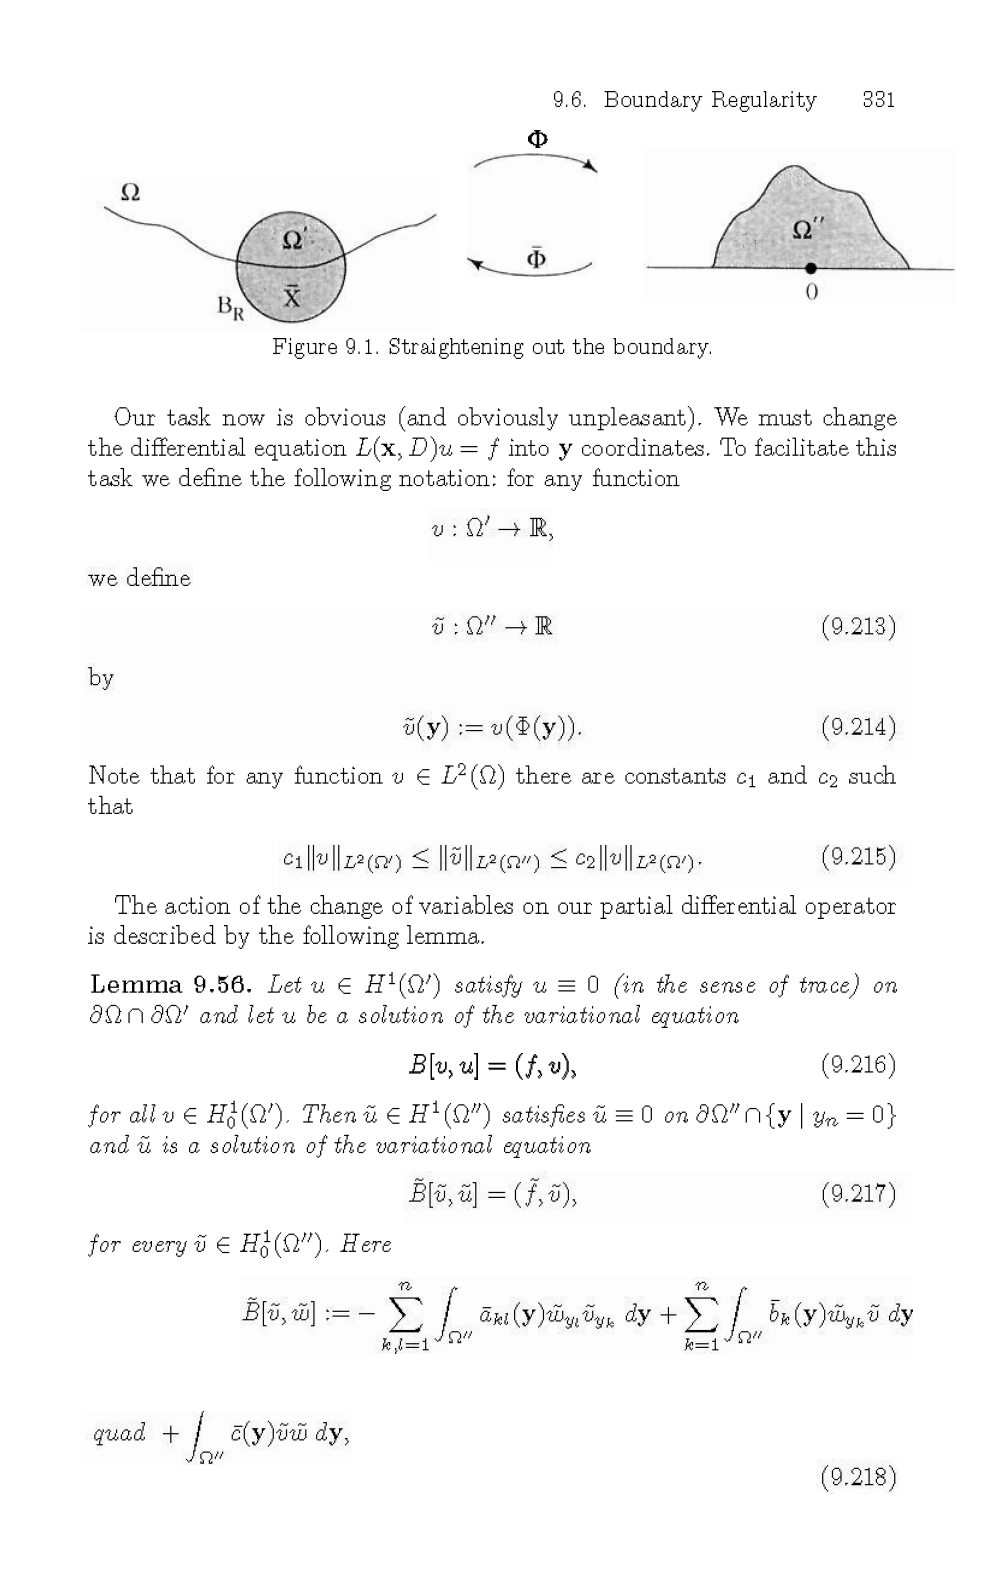 9.6. Boundary Regularity 331
Φ
Ω
Ω′
Ω″
Φ̄
X̄
B_R
0
Figure 9.1. Straightening out the boundary.
Our task now is obvious (and obviously unpleasant). We must change
the differential equation L(x, D)u = f into y coordinates. To facilitate this
task we define the following notation: for any function
v : Ω′ → ℝ,
we define
ṽ : Ω″ → ℝ (9.213)
by
ṽ(y) := v(Φ̄(y)). (9.214)
Note that for any function v ∈ L²(Ω) there are constants c₁ and c₂ such
that
c₁‖v‖_{L²(Ω′)} ≤ ‖ṽ‖_{L²(Ω″)} ≤ c₂‖v‖_{L²(Ω′)}. (9.215)
The action of the change of variables on our partial differential operator
is described by the following lemma.
Lemma 9.56. Let u ∈ H¹(Ω′) satisfy u ≡ 0 (in the sense of trace) on
∂Ω ∩ ∂Ω′ and let u be a solution of the variational equation
B[v, u] = (f, v), (9.216)
for all v ∈ H₀¹(Ω′). Then ũ ∈ H¹(Ω″) satisfies ũ ≡ 0 on ∂Ω″ ∩ {y | yₙ = 0}
and ũ is a solution of the variational equation
B̃[ṽ, ũ] = (f̃, ṽ), (9.217)
for every ṽ ∈ H₀¹(Ω″). Here
B̃[ṽ, w̃] := − ∑_{k,l=1}^{n} ∫_{Ω″} ā_{kl}(y)w̃_{y_l}ṽ_{y_k} dy + ∑_{k=1}^{n} ∫_{Ω″} b̄_k(y)w̃_{y_k}ṽ dy
quad + ∫_{Ω″} c̄(y)ṽw̃ dy,
(9.218)